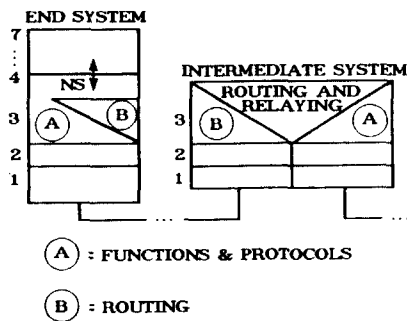 END SYSTEM
7
4
NS
3
A
B
2
1
INTERMEDIATE SYSTEM
ROUTING AND
RELAYING
3
B
A
2
1
...
...
A : FUNCTIONS & PROTOCOLS
B : ROUTING